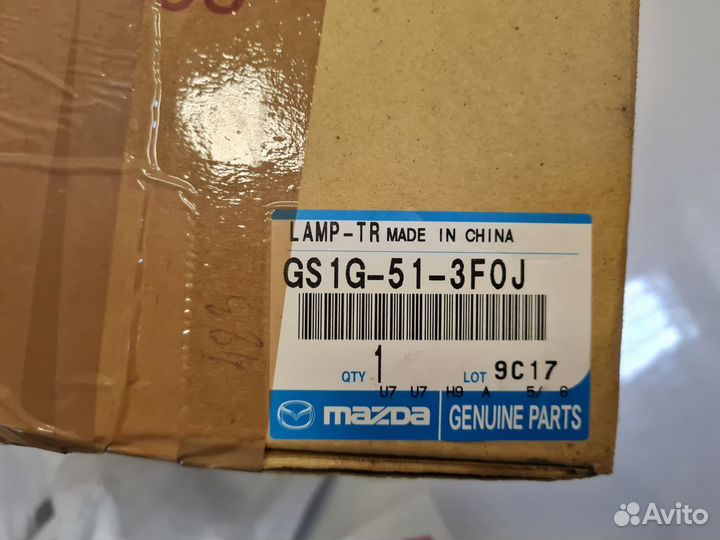 LAMP-TR MADE IN CHINA
GS1G-51-3F0J
QTY 1 LOT 9C17
U7 U7 H9 A 5/ 6
mazda GENUINE PARTS
483
Avito